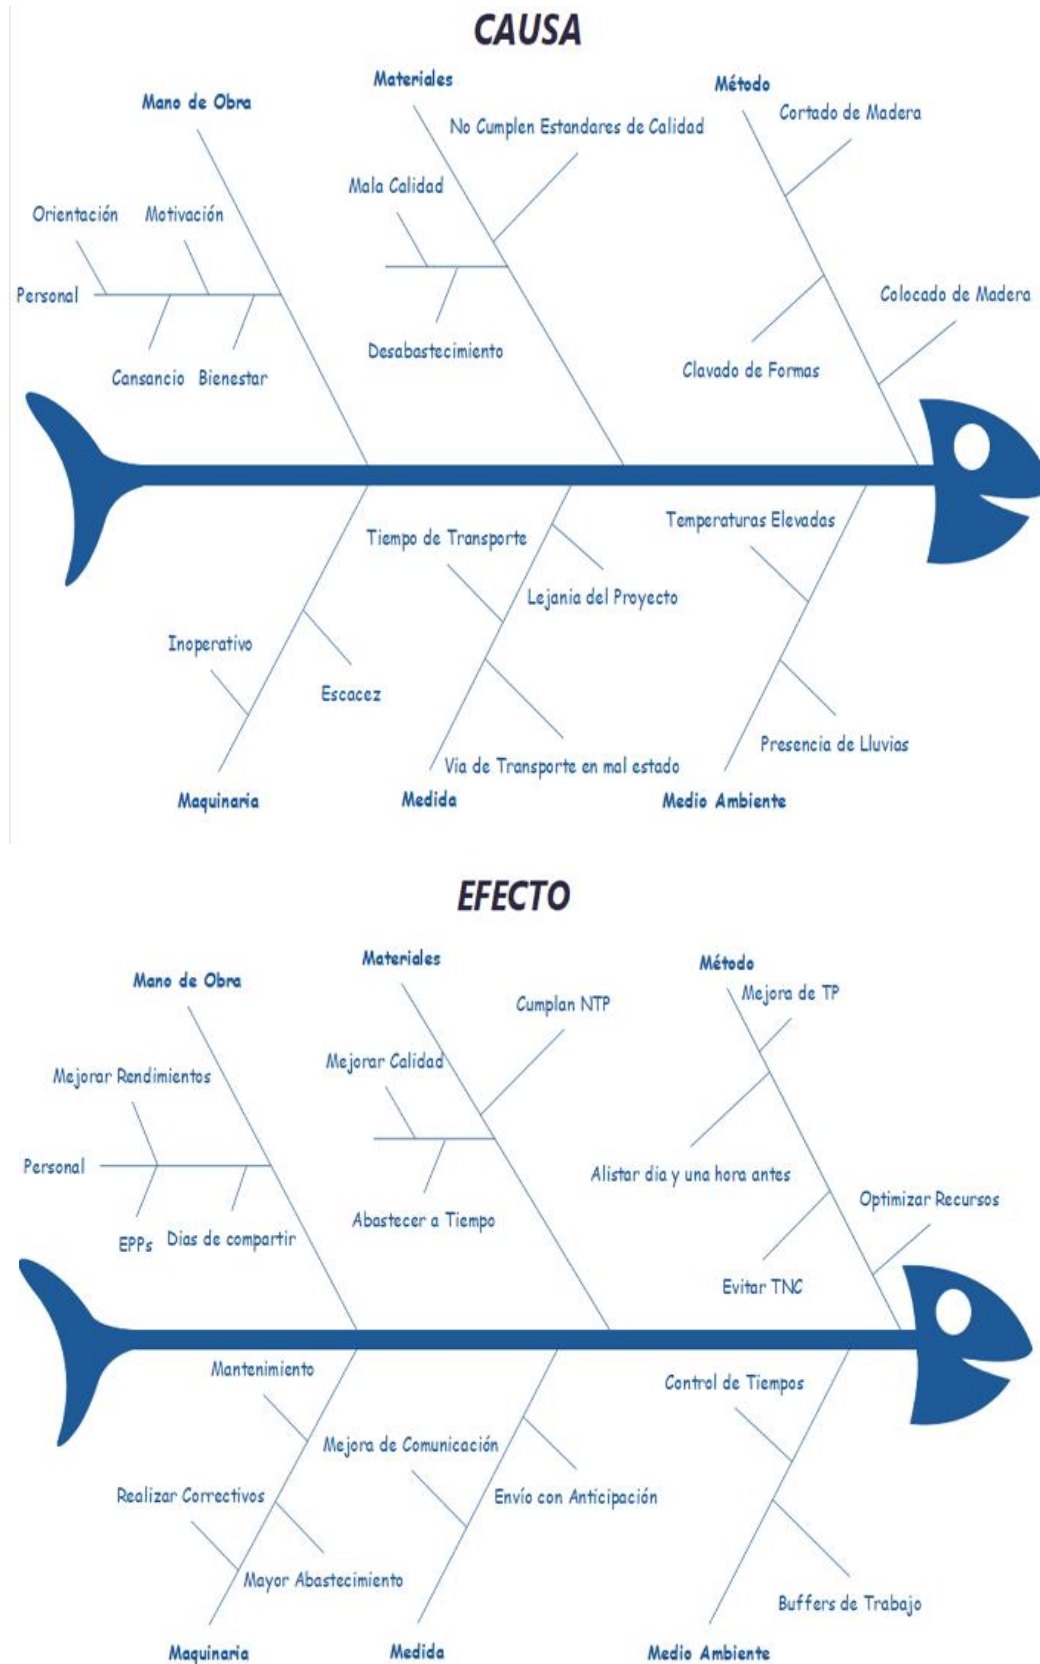 CAUSA
Materiales
Método
Mano de Obra
Cortado de Madera
No Cumplen Estandares de Calidad
Mala Calidad
Orientación
Motivación
Personal
Colocado de Madera
Desabastecimiento
Clavado de Formas
Cansancio
Bienestar
Temperaturas Elevadas
Tiempo de Transporte
Lejania del Proyecto
Inoperativo
Escacez
Presencia de Lluvias
Vía de Transporte en mal estado
Maquinaria
Medida
Medio Ambiente
EFECTO
Materiales
Método
Mano de Obra
Mejora de TP
Cumplan NTP
Mejorar Calidad
Mejorar Rendimientos
Personal
Alistar dia y una hora antes
Optimizar Recursos
Abastecer a Tiempo
EPPs
Dias de compartir
Evitar TNC
Mantenimiento
Control de Tiempos
Mejora de Comunicación
Realizar Correctivos
Envío con Anticipación
Mayor Abastecimiento
Buffers de Trabajo
Maquinaria
Medida
Medio Ambiente